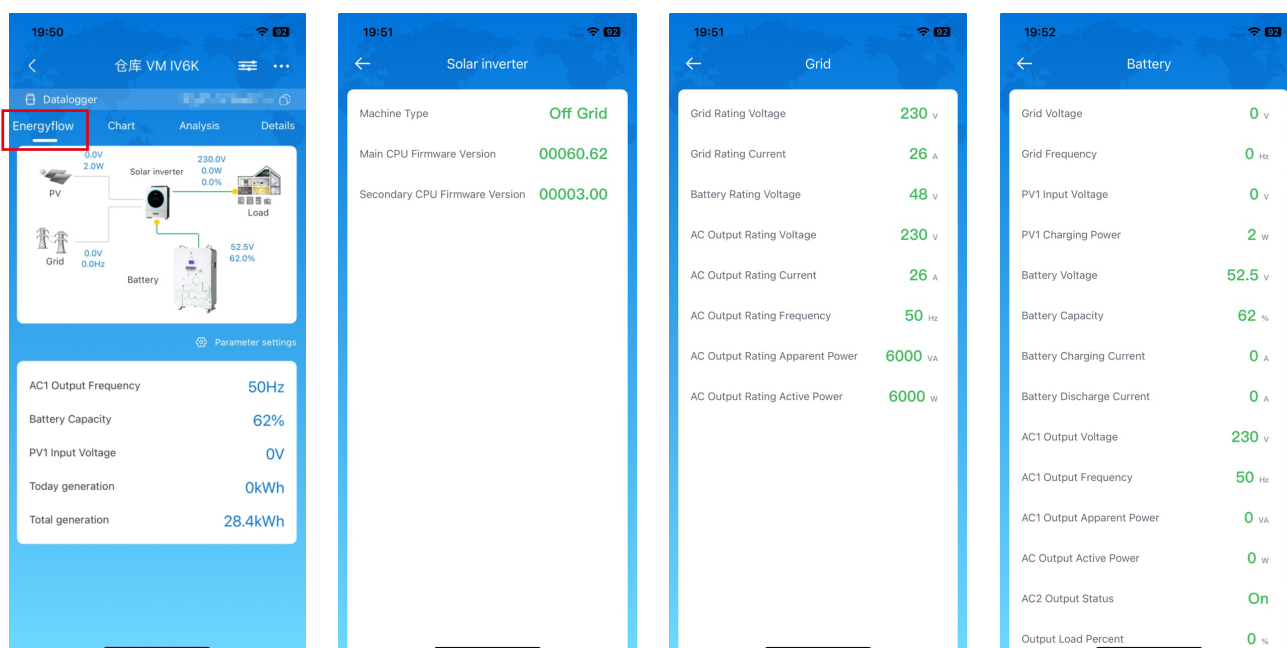 19:50
92
仓库 VM IV6K
Datalogger
Energyflow Chart Analysis Details
0.0V
2.0W
PV
Solar inverter
230.0V
0.0W
0.0%
Load
Grid
0.0V
0.0Hz
Battery
52.5V
62.0%
Parameter settings
AC1 Output Frequency 50Hz
Battery Capacity 62%
PV1 Input Voltage 0V
Today generation 0kWh
Total generation 28.4kWh
19:51
92
Solar inverter
Machine Type Off Grid
Main CPU Firmware Version 00060.62
Secondary CPU Firmware Version 00003.00
19:51
92
Grid
Grid Rating Voltage 230 V
Grid Rating Current 26 A
Battery Rating Voltage 48 V
AC Output Rating Voltage 230 V
AC Output Rating Current 26 A
AC Output Rating Frequency 50 Hz
AC Output Rating Apparent Power 6000 VA
AC Output Rating Active Power 6000 W
19:52
92
Battery
Grid Voltage 0 V
Grid Frequency 0 Hz
PV1 Input Voltage 0 V
PV1 Charging Power 2 W
Battery Voltage 52.5 V
Battery Capacity 62 %
Battery Charging Current 0 A
Battery Discharge Current 0 A
AC1 Output Voltage 230 V
AC1 Output Frequency 50 Hz
AC1 Output Apparent Power 0 VA
AC Output Active Power 0 W
AC2 Output Status On
Output Load Percent 0 %